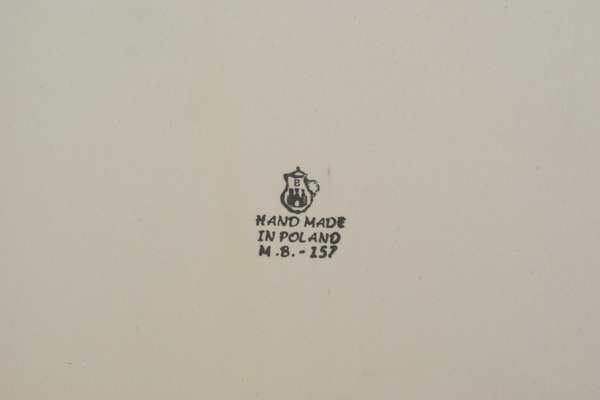 B
HAND MADE
IN POLAND
M.B.-157